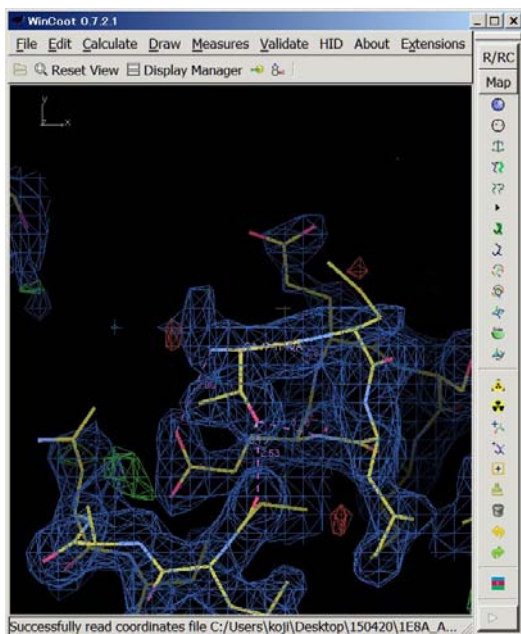 WinCoot 0.7.2.1
File Edit Calculate Draw Measures Validate HID About Extensions
Reset View Display Manager
R/RC
Map
y
x
z
2.53
Successfully read coordinates file C:/Users/koji/Desktop/150420/1E8A_A...